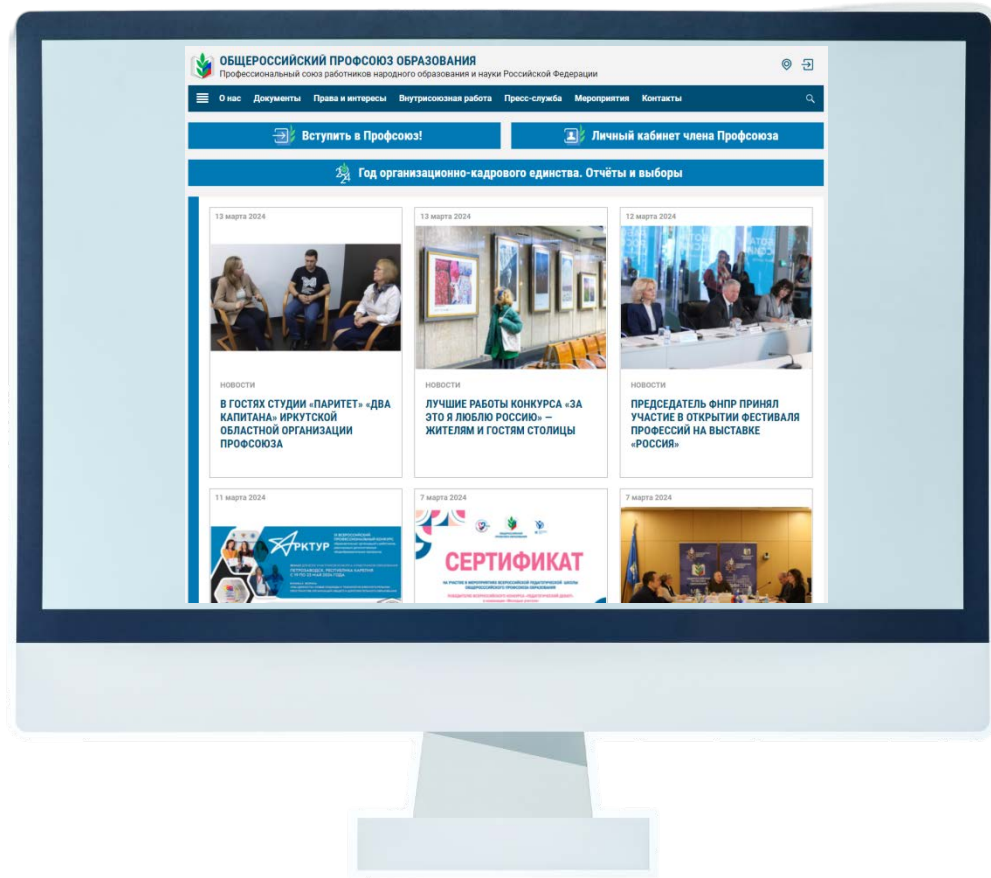 ОБЩЕРОССИЙСКИЙ ПРОФСОЮЗ ОБРАЗОВАНИЯ
Профессиональный союз работников народного образования и науки Российской Федерации
О нас Документы Права и интересы Внутрисоюзная работа Пресс-служба Мероприятия Контакты
Вступить в Профсоюз!
Личный кабинет члена Профсоюза
Год организационно-кадрового единства. Отчёты и выборы
13 марта 2024
НОВОСТИ
В ГОСТЯХ СТУДИИ «ПАРИТЕТ» «ДВА
КАПИТАНА» ИРКУТСКОЙ
ОБЛАСТНОЙ ОРГАНИЗАЦИИ
ПРОФСОЮЗА
13 марта 2024
НОВОСТИ
ЛУЧШИЕ РАБОТЫ КОНКУРСА «ЗА
ЭТО Я ЛЮБЛЮ РОССИЮ» —
ЖИТЕЛЯМ И ГОСТЯМ СТОЛИЦЫ
12 марта 2024
НОВОСТИ
ПРЕДСЕДАТЕЛЬ ФНПР ПРИНЯЛ
УЧАСТИЕ В ОТКРЫТИИ ФЕСТИВАЛЯ
ПРОФЕССИЙ НА ВЫСТАВКЕ
«РОССИЯ»
11 марта 2024
АРКТУР
7 марта 2024
СЕРТИФИКАТ
7 марта 2024